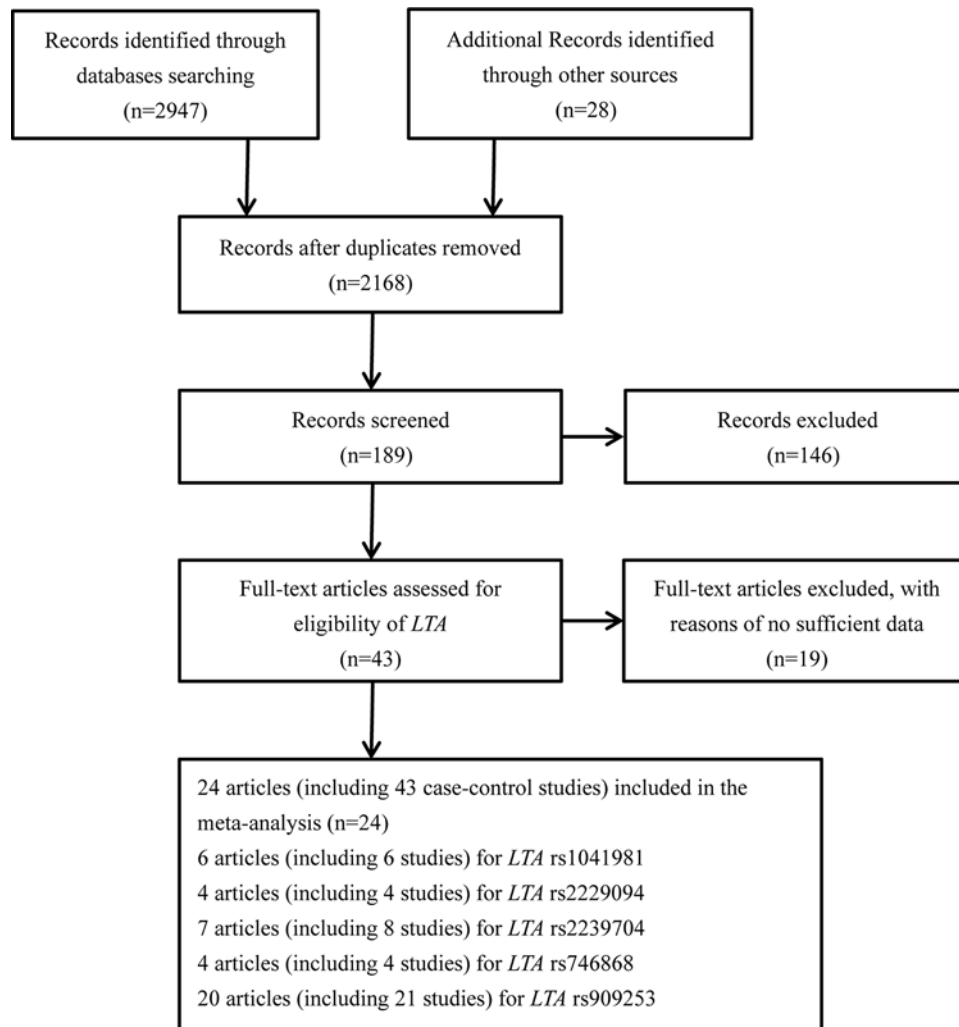 Records identified through
databases searching
(n=2947)
Additional Records identified
through other sources
(n=28)
Records after duplicates removed
(n=2168)
Records screened
(n=189)
Records excluded
(n=146)
Full-text articles assessed for
eligibility of LTA
(n=43)
Full-text articles excluded, with
reasons of no sufficient data
(n=19)
24 articles (including 43 case-control studies) included in the
meta-analysis (n=24)
6 articles (including 6 studies) for LTA rs1041981
4 articles (including 4 studies) for LTA rs2229094
7 articles (including 8 studies) for LTA rs2239704
4 articles (including 4 studies) for LTA rs746868
20 articles (including 21 studies) for LTA rs909253